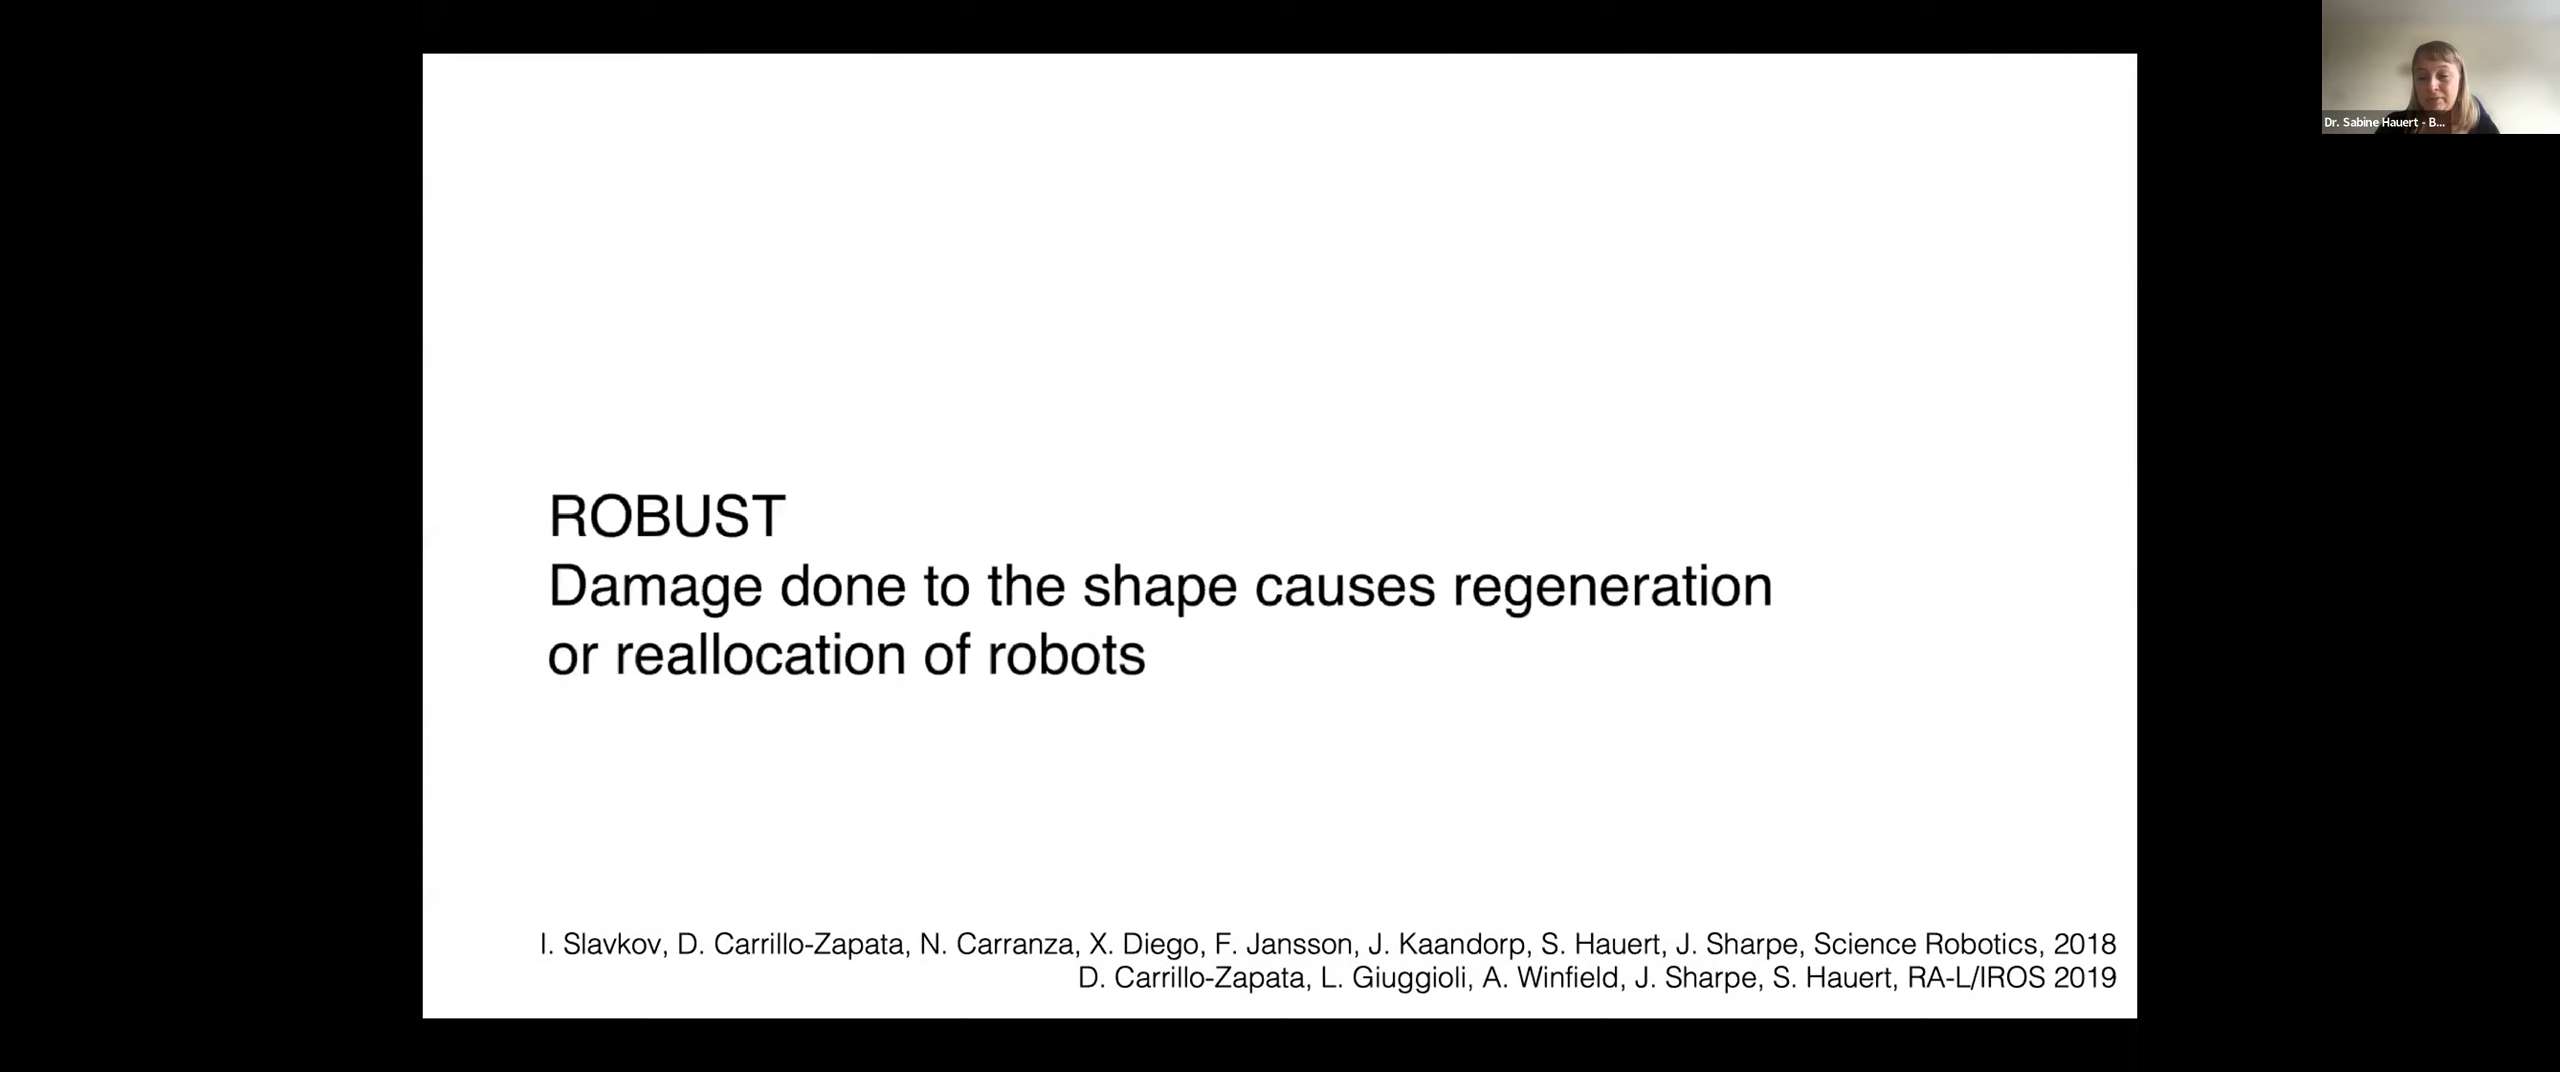 Dr. Sabine Hauert - B...
ROBUST
Damage done to the shape causes regeneration
or reallocation of robots
I. Slavkov, D. Carrillo-Zapata, N. Carranza, X. Diego, F. Jansson, J. Kaandorp, S. Hauert, J. Sharpe, Science Robotics, 2018
D. Carrillo-Zapata, L. Giuggioli, A. Winfield, J. Sharpe, S. Hauert, RA-L/IROS 2019